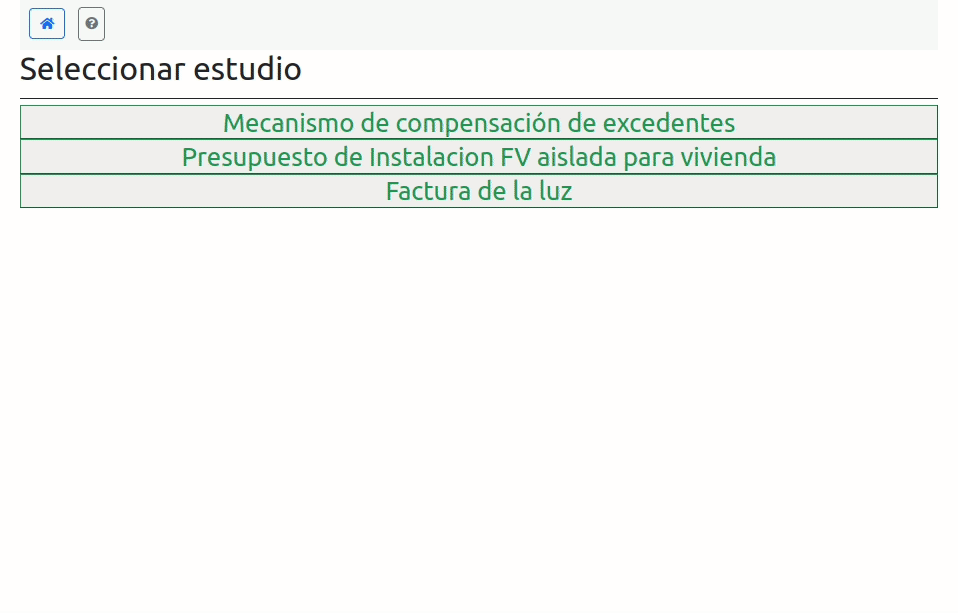 Seleccionar estudio
Mecanismo de compensación de excedentes
Presupuesto de Instalacion FV aislada para vivienda
Factura de la luz